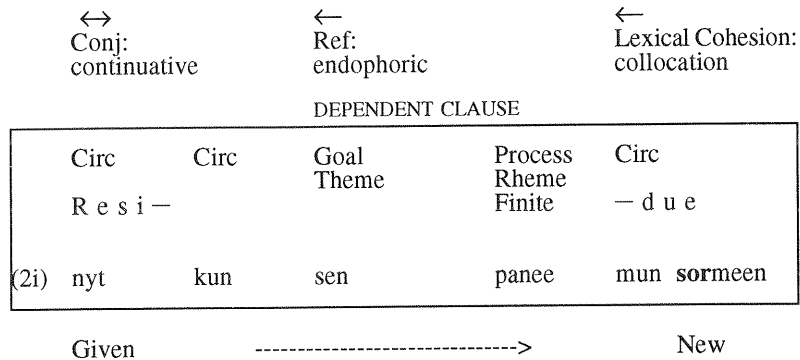 ↔ ← ←
Conj: Ref: Lexical Cohesion:
continuative endophoric collocation
DEPENDENT CLAUSE
Circ Circ Goal Process Circ
Theme Rheme
R e s i — Finite — d u e
(2i) nyt kun sen panee mun sormeen
Given ----------------------------> New